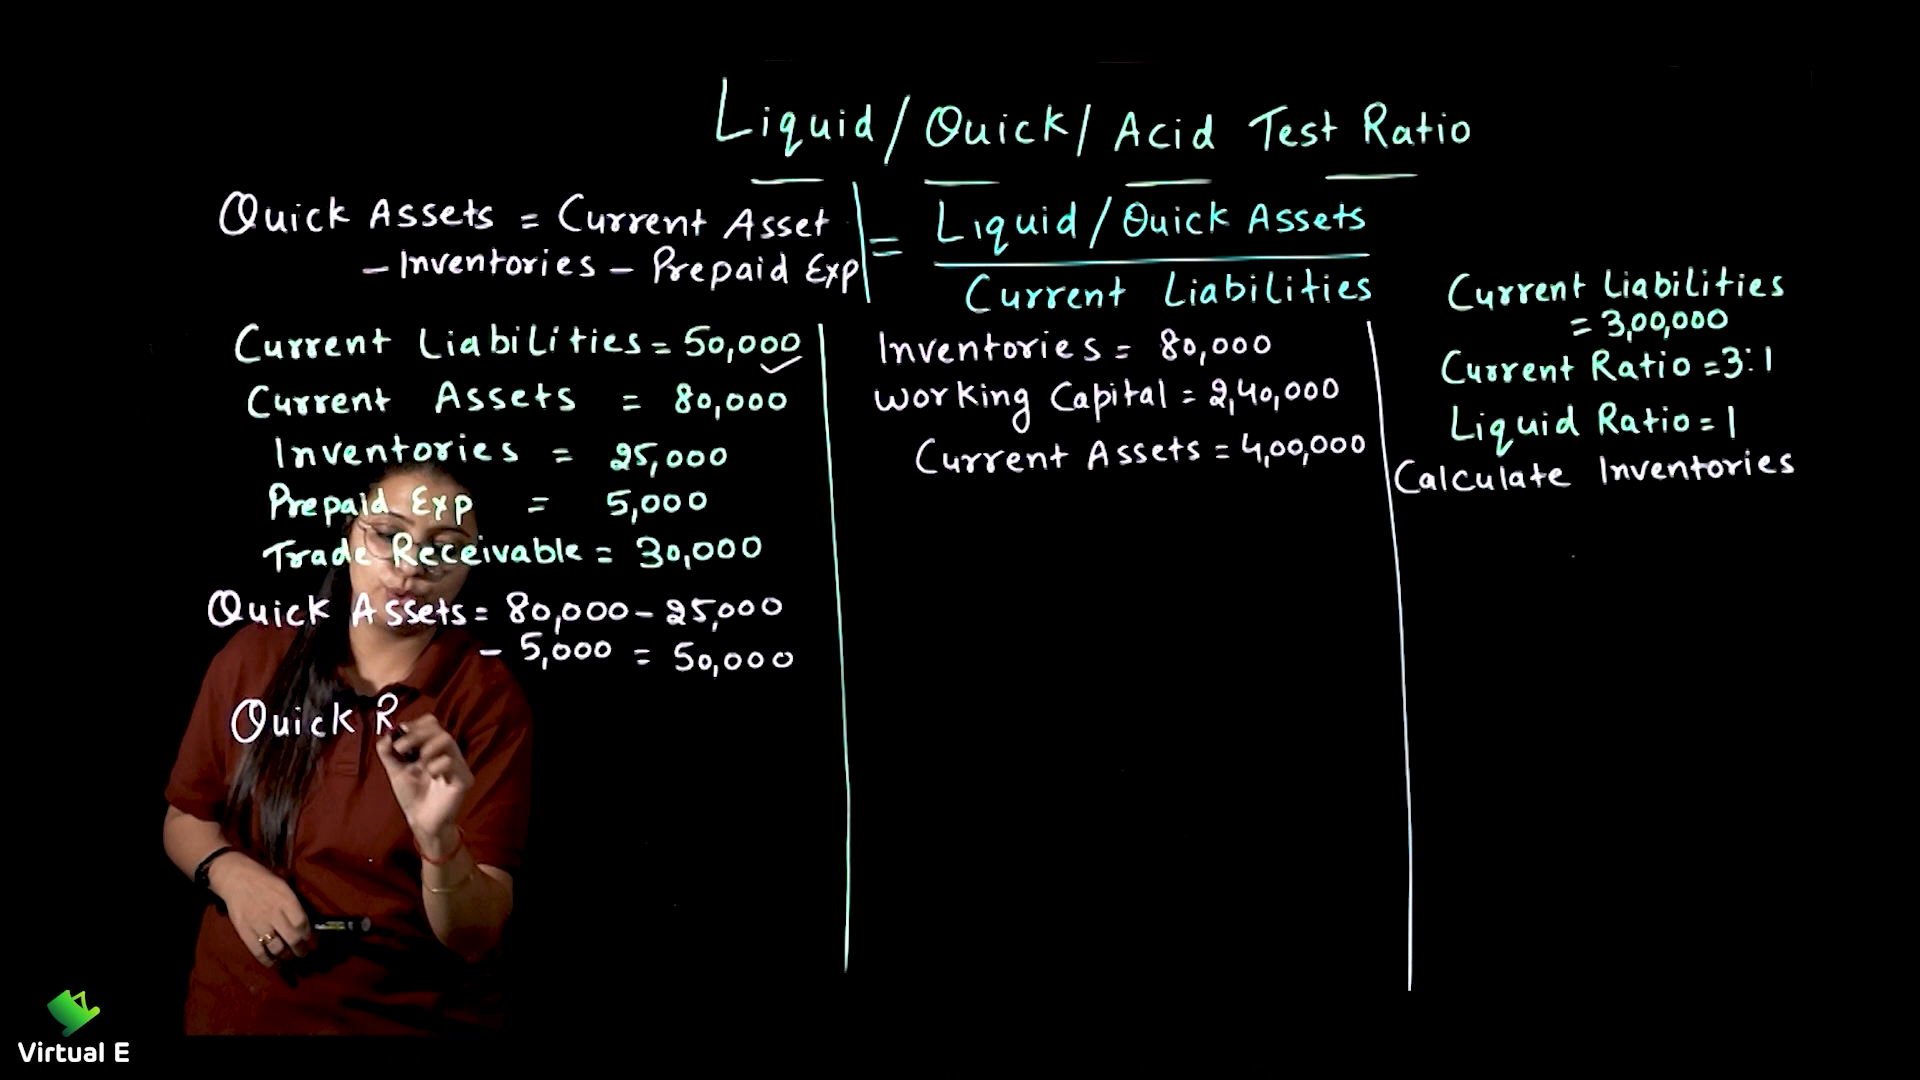 Liquid / Quick / Acid Test Ratio
Quick Assets = Current Asset
- Inventories - Prepaid Exp
= Liquid / Quick Assets
Current Liabilities
Current Liabilities = 50,000
Current Assets = 80,000
Inventories = 25,000
Prepaid Exp = 5,000
Trade Receivable = 30,000
Quick Assets = 80,000 - 25,000
- 5,000 = 50,000
Quick R
Inventories = 80,000
Working Capital = 2,40,000
Current Assets = 4,00,000
Current Liabilities
= 3,00,000
Current Ratio = 3:1
Liquid Ratio = 1
Calculate Inventories
Virtual E